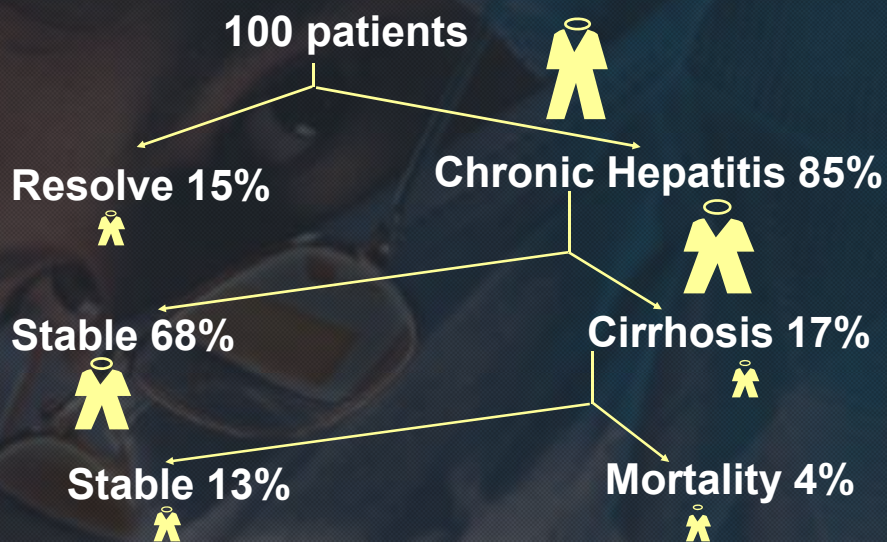 100 patients
Resolve 15%
Chronic Hepatitis 85%
Stable 68%
Cirrhosis 17%
Stable 13%
Mortality 4%